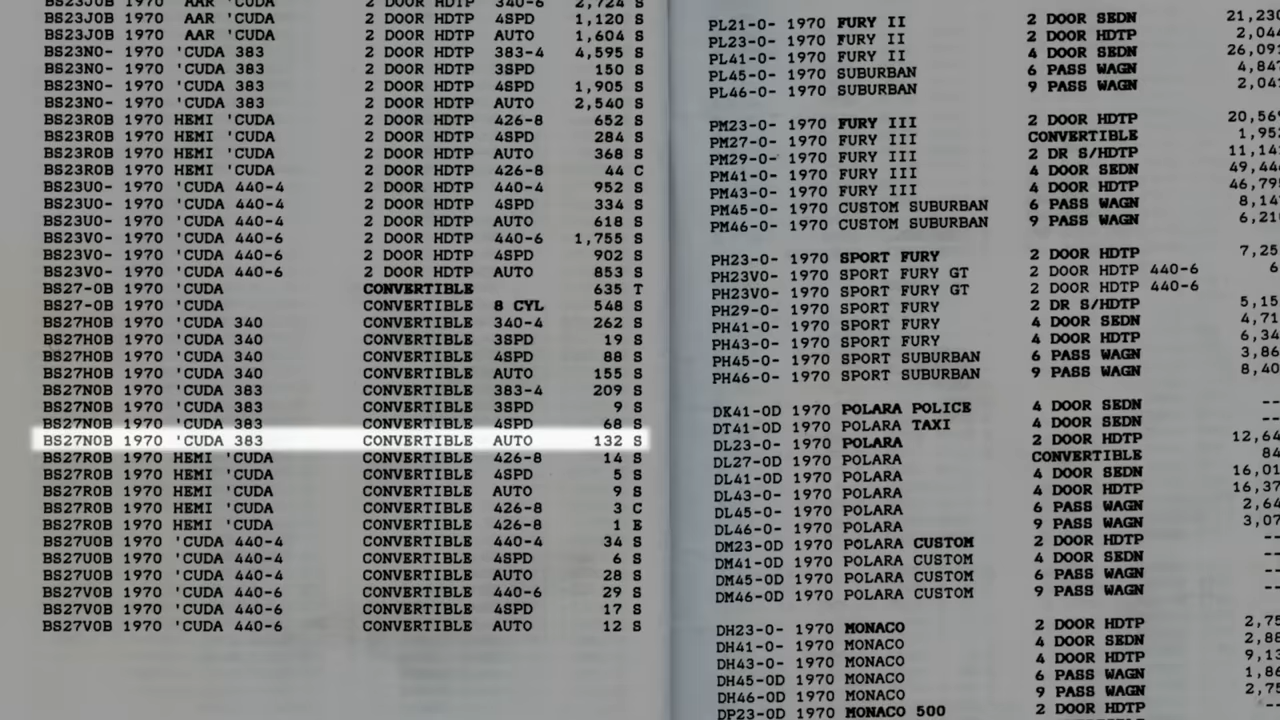 BS23J0B 1970 AAR 'CUDA 2 DOOR HDTP 340-6 2,724 S
BS23J0B 1970 AAR 'CUDA 2 DOOR HDTP 4SPD 1,120 S
BS23J0B 1970 AAR 'CUDA 2 DOOR HDTP AUTO 1,604 S
BS23N0- 1970 'CUDA 383 2 DOOR HDTP 383-4 4,595 S
BS23N0- 1970 'CUDA 383 2 DOOR HDTP 3SPD 150 S
BS23N0- 1970 'CUDA 383 2 DOOR HDTP 4SPD 1,905 S
BS23N0- 1970 'CUDA 383 2 DOOR HDTP AUTO 2,540 S
BS23R0B 1970 HEMI 'CUDA 2 DOOR HDTP 426-8 652 S
BS23R0B 1970 HEMI 'CUDA 2 DOOR HDTP 4SPD 284 S
BS23R0B 1970 HEMI 'CUDA 2 DOOR HDTP AUTO 368 S
BS23R0B 1970 HEMI 'CUDA 2 DOOR HDTP 426-8 44 C
BS23U0- 1970 'CUDA 440-4 2 DOOR HDTP 440-4 952 S
BS23U0- 1970 'CUDA 440-4 2 DOOR HDTP 4SPD 334 S
BS23U0- 1970 'CUDA 440-4 2 DOOR HDTP AUTO 618 S
BS23V0- 1970 'CUDA 440-6 2 DOOR HDTP 440-6 1,755 S
BS23V0- 1970 'CUDA 440-6 2 DOOR HDTP 4SPD 902 S
BS23V0- 1970 'CUDA 440-6 2 DOOR HDTP AUTO 853 S
BS27-0B 1970 'CUDA CONVERTIBLE 635 T
BS27-0B 1970 'CUDA CONVERTIBLE 8 CYL 548 S
BS27H0B 1970 'CUDA 340 CONVERTIBLE 340-4 262 S
BS27H0B 1970 'CUDA 340 CONVERTIBLE 3SPD 19 S
BS27H0B 1970 'CUDA 340 CONVERTIBLE 4SPD 88 S
BS27H0B 1970 'CUDA 340 CONVERTIBLE AUTO 155 S
BS27N0B 1970 'CUDA 383 CONVERTIBLE 383-4 209 S
BS27N0B 1970 'CUDA 383 CONVERTIBLE 3SPD 9 S
BS27N0B 1970 'CUDA 383 CONVERTIBLE 4SPD 68 S
BS27N0B 1970 'CUDA 383 CONVERTIBLE AUTO 132 S
BS27R0B 1970 HEMI 'CUDA CONVERTIBLE 426-8 14 S
BS27R0B 1970 HEMI 'CUDA CONVERTIBLE 4SPD 5 S
BS27R0B 1970 HEMI 'CUDA CONVERTIBLE AUTO 9 S
BS27R0B 1970 HEMI 'CUDA CONVERTIBLE 426-8 3 C
BS27R0B 1970 HEMI 'CUDA CONVERTIBLE 426-8 1 E
BS27U0B 1970 'CUDA 440-4 CONVERTIBLE 440-4 34 S
BS27U0B 1970 'CUDA 440-4 CONVERTIBLE 4SPD 6 S
BS27U0B 1970 'CUDA 440-4 CONVERTIBLE AUTO 28 S
BS27V0B 1970 'CUDA 440-6 CONVERTIBLE 440-6 29 S
BS27V0B 1970 'CUDA 440-6 CONVERTIBLE 4SPD 17 S
BS27V0B 1970 'CUDA 440-6 CONVERTIBLE AUTO 12 S
PL21-0- 1970 FURY II 2 DOOR SEDN
PL23-0- 1970 FURY II 2 DOOR HDTP
PL41-0- 1970 FURY II 4 DOOR SEDN
PL45-0- 1970 SUBURBAN 6 PASS WAGN
PL46-0- 1970 SUBURBAN 9 PASS WAGN
PM23-0- 1970 FURY III 2 DOOR HDTP
PM27-0- 1970 FURY III CONVERTIBLE
PM29-0- 1970 FURY III 2 DR S/HDTP
PM41-0- 1970 FURY III 4 DOOR SEDN
PM43-0- 1970 FURY III 4 DOOR HDTP
PM45-0- 1970 CUSTOM SUBURBAN 6 PASS WAGN
PM46-0- 1970 CUSTOM SUBURBAN 9 PASS WAGN
PH23-0- 1970 SPORT FURY 2 DOOR HDTP
PH23V0- 1970 SPORT FURY GT 2 DOOR HDTP 440-6
PH23V0- 1970 SPORT FURY GT 2 DOOR HDTP 440-6
PH29-0- 1970 SPORT FURY 2 DR S/HDTP
PH41-0- 1970 SPORT FURY 4 DOOR SEDN
PH43-0- 1970 SPORT FURY 4 DOOR HDTP
PH45-0- 1970 SPORT SUBURBAN 6 PASS WAGN
PH46-0- 1970 SPORT SUBURBAN 9 PASS WAGN
DK41-0D 1970 POLARA POLICE 4 DOOR SEDN --
DT41-0D 1970 POLARA TAXI 4 DOOR SEDN --
DL23-0D 1970 POLARA 2 DOOR HDTP
DL27-0D 1970 POLARA CONVERTIBLE
DL41-0D 1970 POLARA 4 DOOR SEDN
DL43-0D 1970 POLARA 4 DOOR HDTP
DL45-0D 1970 POLARA 6 PASS WAGN
DL46-0D 1970 POLARA 9 PASS WAGN
DM23-0D 1970 POLARA CUSTOM 2 DOOR HDTP --
DM41-0D 1970 POLARA CUSTOM 4 DOOR SEDN --
DM45-0D 1970 POLARA CUSTOM 6 PASS WAGN --
DM46-0D 1970 POLARA CUSTOM 9 PASS WAGN --
DH23-0- 1970 MONACO 2 DOOR HDTP
DH41-0- 1970 MONACO 4 DOOR SEDN
DH43-0- 1970 MONACO 4 DOOR HDTP
DH45-0D 1970 MONACO 6 PASS WAGN
DH46-0D 1970 MONACO 9 PASS WAGN
DP23-0D 1970 MONACO 500 2 DOOR HDTP --